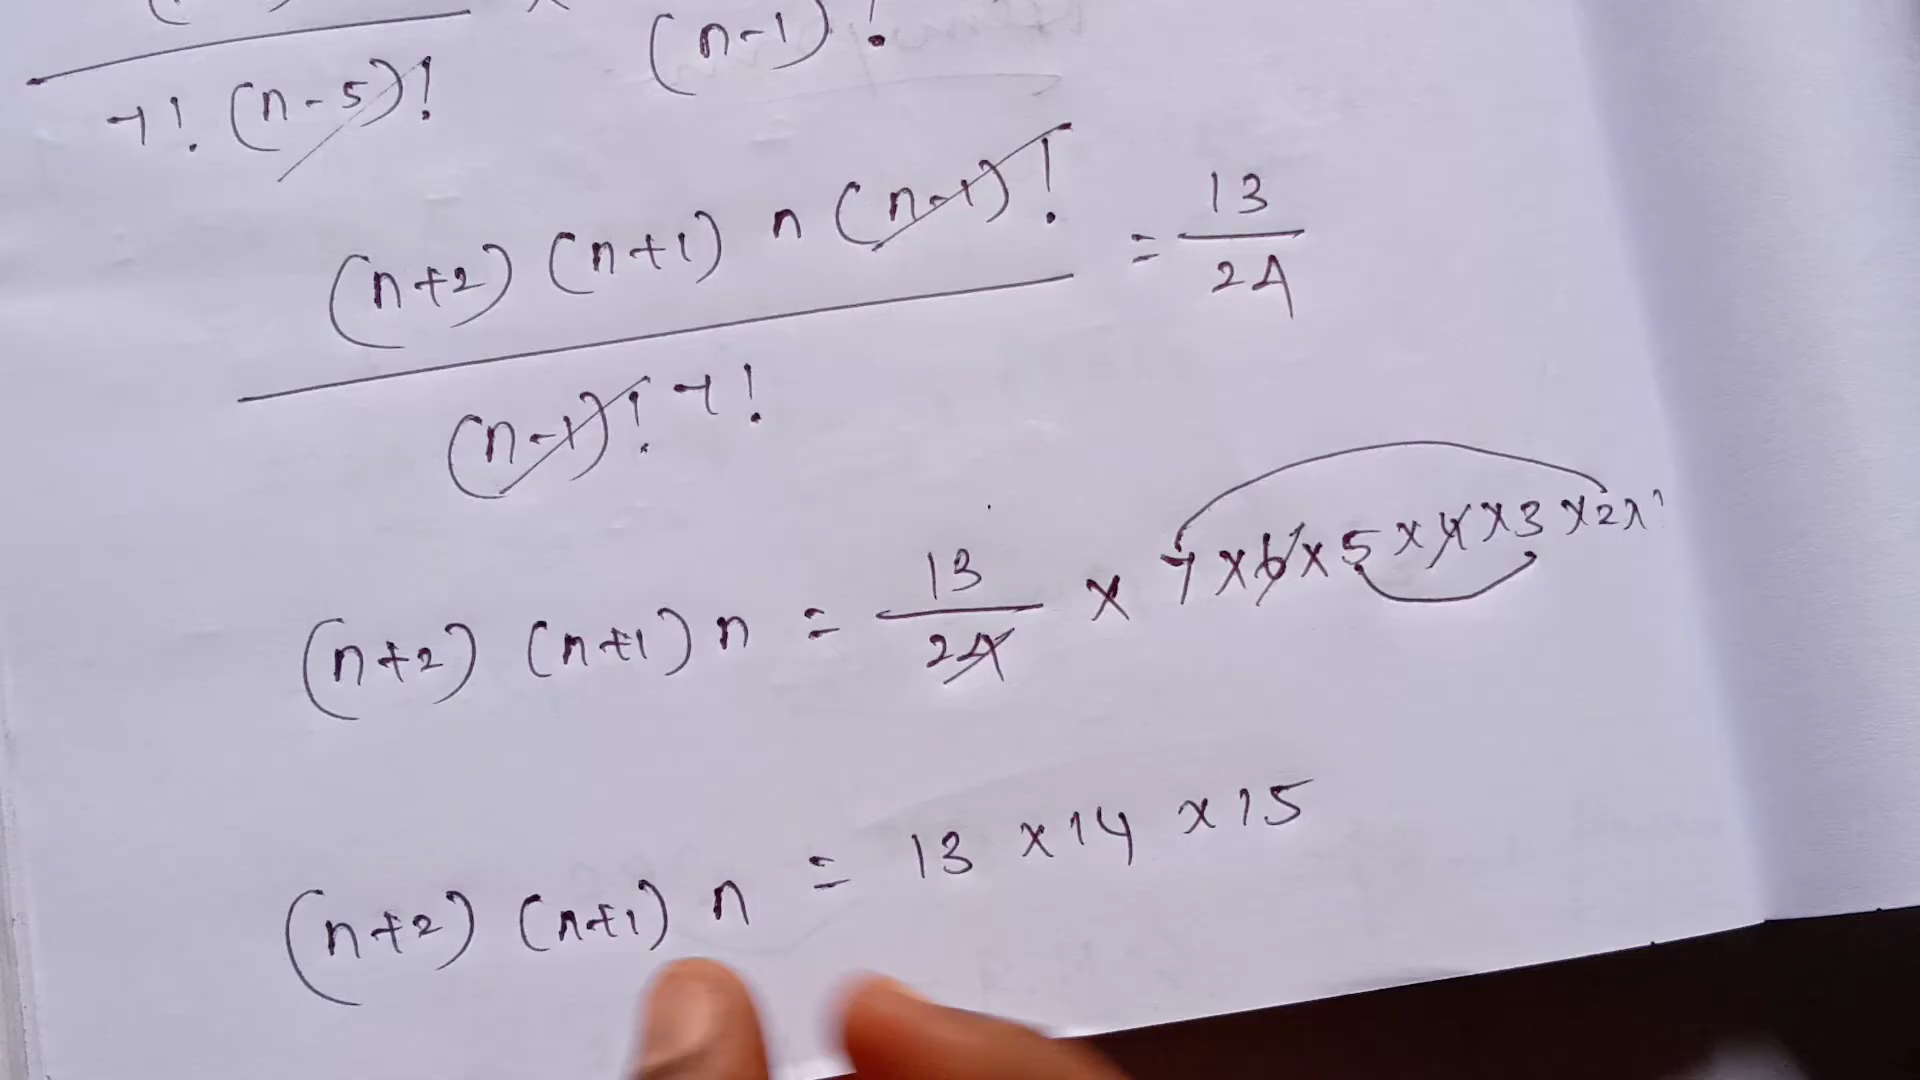 7! (n-5)!
(n-1)!
(n+2) (n+1) n (n-1)! = 13
24
(n-1)! 7!
(n+2) (n+1) n = 13 × 7×6×5×4×3×2×1
24
(n+2) (n+1) n = 13 × 14 × 15